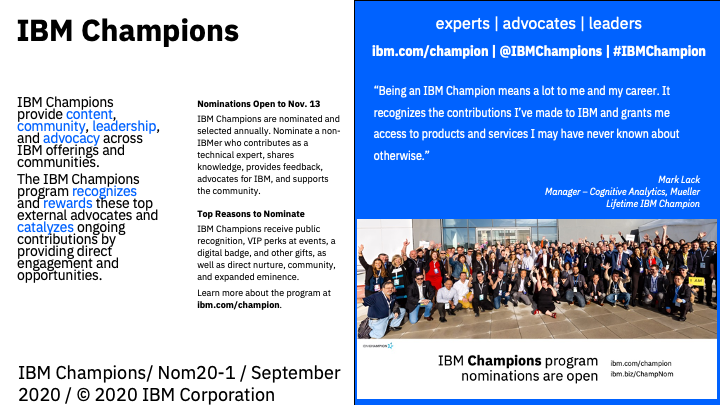 IBM Champions
IBM Champions
provide content,
community, leadership,
and advocacy across
IBM offerings and
communities.
The IBM Champions
program recognizes
and rewards these top
external advocates and
catalyzes ongoing
contributions by
providing direct
engagement and
opportunities.
Nominations Open to Nov. 13
IBM Champions are nominated and
selected annually. Nominate a non-
IBMer who contributes as a
technical expert, shares
knowledge, provides feedback,
advocates for IBM, and supports
the community.
Top Reasons to Nominate
IBM Champions receive public
recognition, VIP perks at events, a
digital badge, and other gifts, as
well as direct nurture, community,
and expanded eminence.
Learn more about the program at
ibm.com/champion.
IBM Champions/ Nom20-1 / September
2020 / © 2020 IBM Corporation
experts | advocates | leaders
ibm.com/champion | @IBMChampions | #IBMChampion
“Being an IBM Champion means a lot to me and my career. It
recognizes the contributions I’ve made to IBM and grants me
access to products and services I may have never known about
otherwise.”
Mark Lack
Manager – Cognitive Analytics, Mueller
Lifetime IBM Champion
I AM
IBM CHAMPION
IBM Champions program
nominations are open
ibm.com/champion
ibm.biz/ChampNom